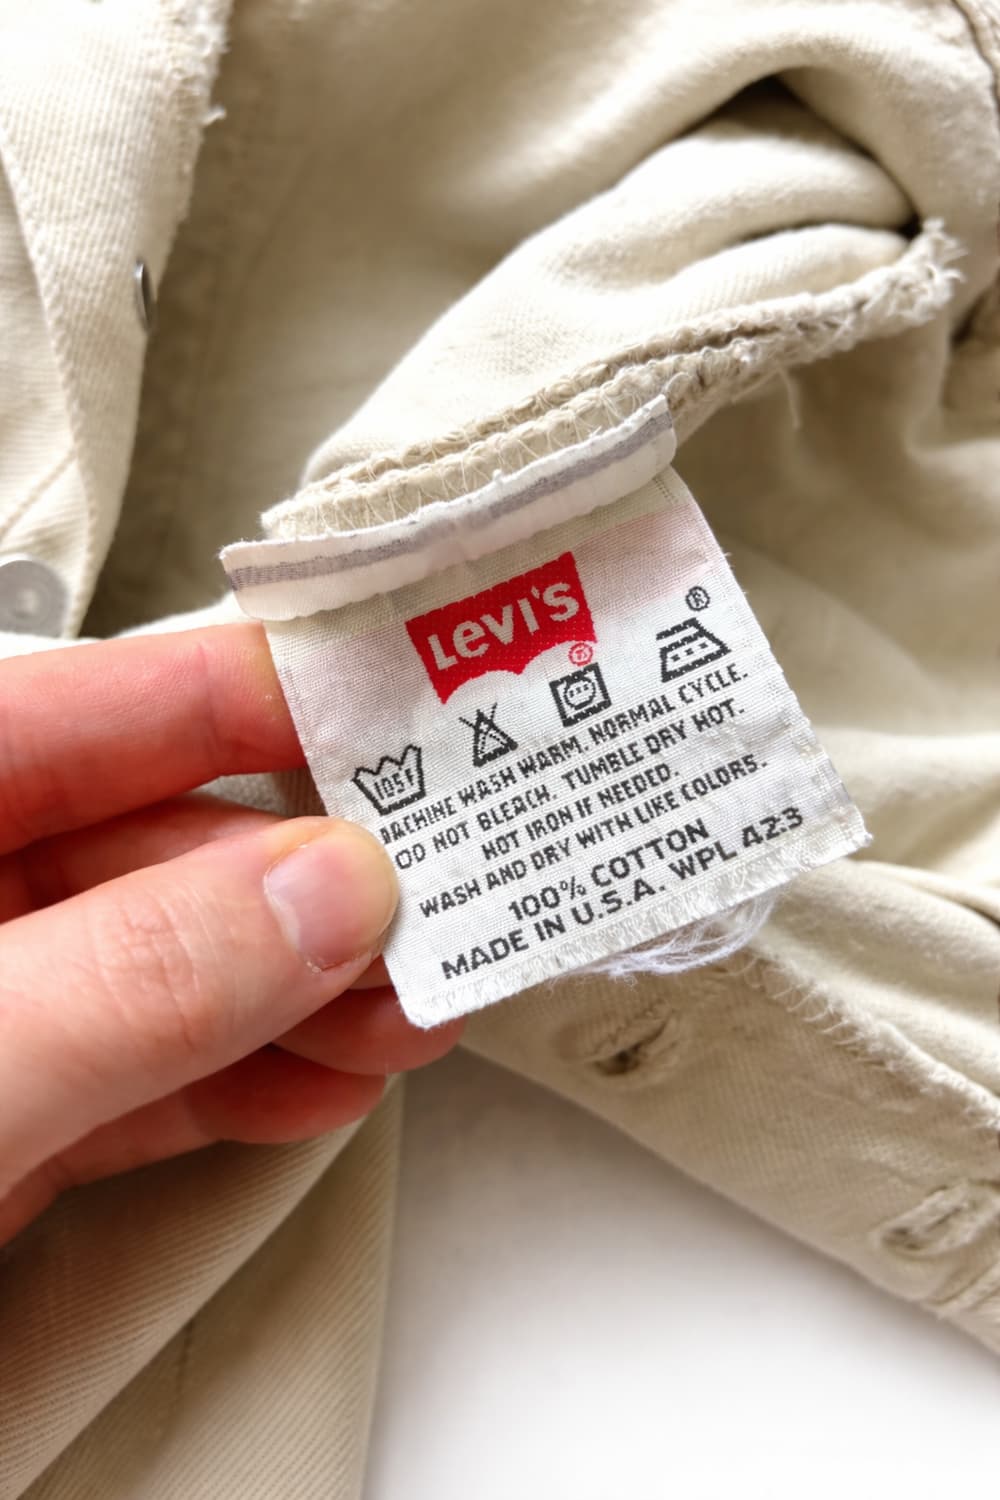 Levi's
®
®
105F
MACHINE WASH WARM. NORMAL CYCLE.
DO NOT BLEACH. TUMBLE DRY HOT.
HOT IRON IF NEEDED.
WASH AND DRY WITH LIKE COLORS.
100% COTTON
MADE IN U.S.A. WPL 423